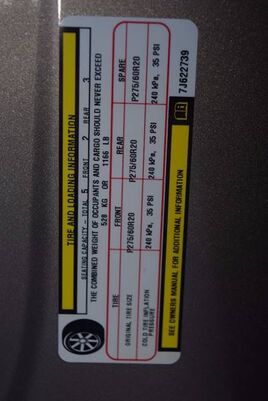 TIRE AND LOADING INFORMATION
SEATING CAPACITY - TOTAL 5 FRONT 2 REAR 3
THE COMBINED WEIGHT OF OCCUPANTS AND CARGO SHOULD NEVER EXCEED
528 KG OR 1166 LB
TIRE FRONT REAR SPARE
ORIGINAL TIRE SIZE P275/60R20 P275/60R20 P275/60R20
COLD TIRE INFLATION PRESSURE 240 kPa, 35 PSI 240 kPa, 35 PSI 240 kPa, 35 PSI
SEE OWNERS MANUAL FOR ADDITIONAL INFORMATION
7J622739